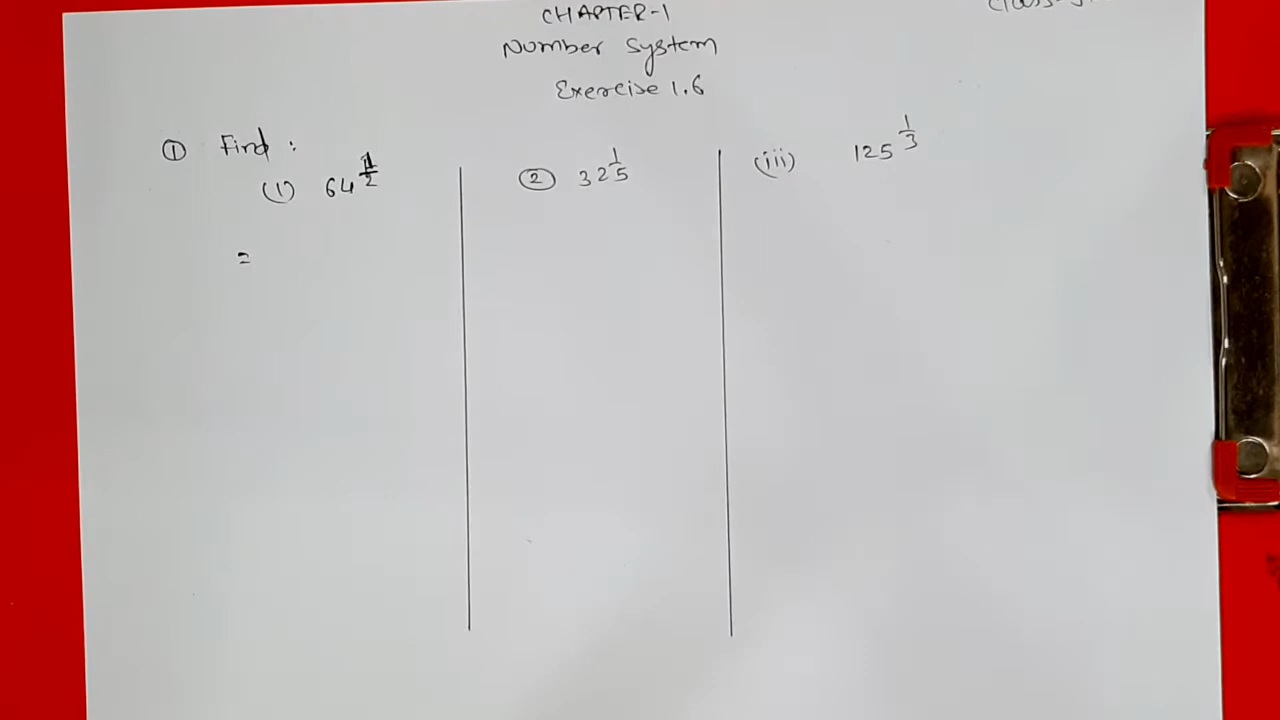 CHAPTER-1
Number System
Exercise 1.6
① Find :
(1) 64^{1/2}
② 32^{1/5}
(iii) 125^{1/3}
=